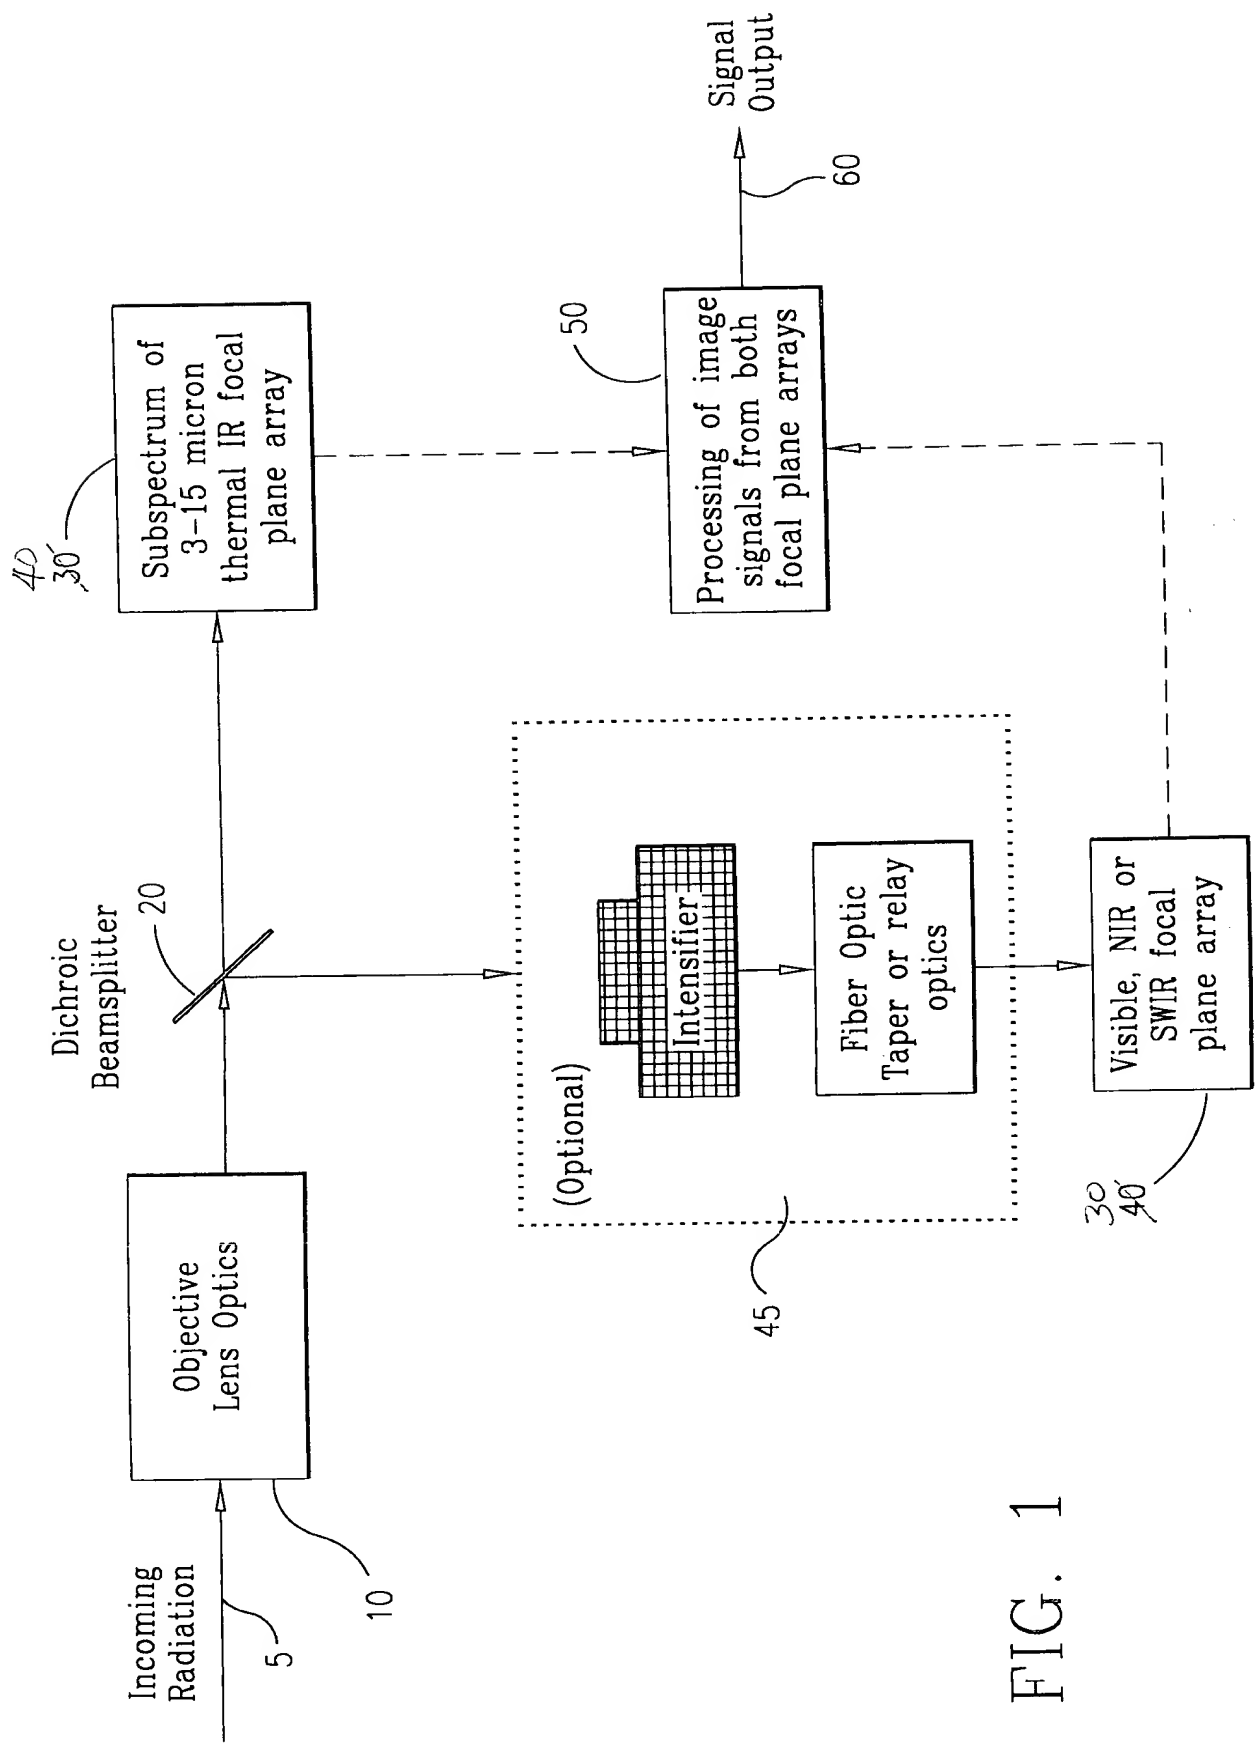 Incoming
Radiation
5
10
Objective
Lens Optics
Dichroic
Beamsplitter
20
40
30
Subspectrum of
3-15 micron
thermal IR focal
plane array
(Optional)
Intensifier
Fiber Optic
Taper or relay
optics
45
30
40
Visible, NIR or
SWIR focal
plane array
50
Processing of image
signals from both
focal plane arrays
60
Signal
Output
FIG. 1